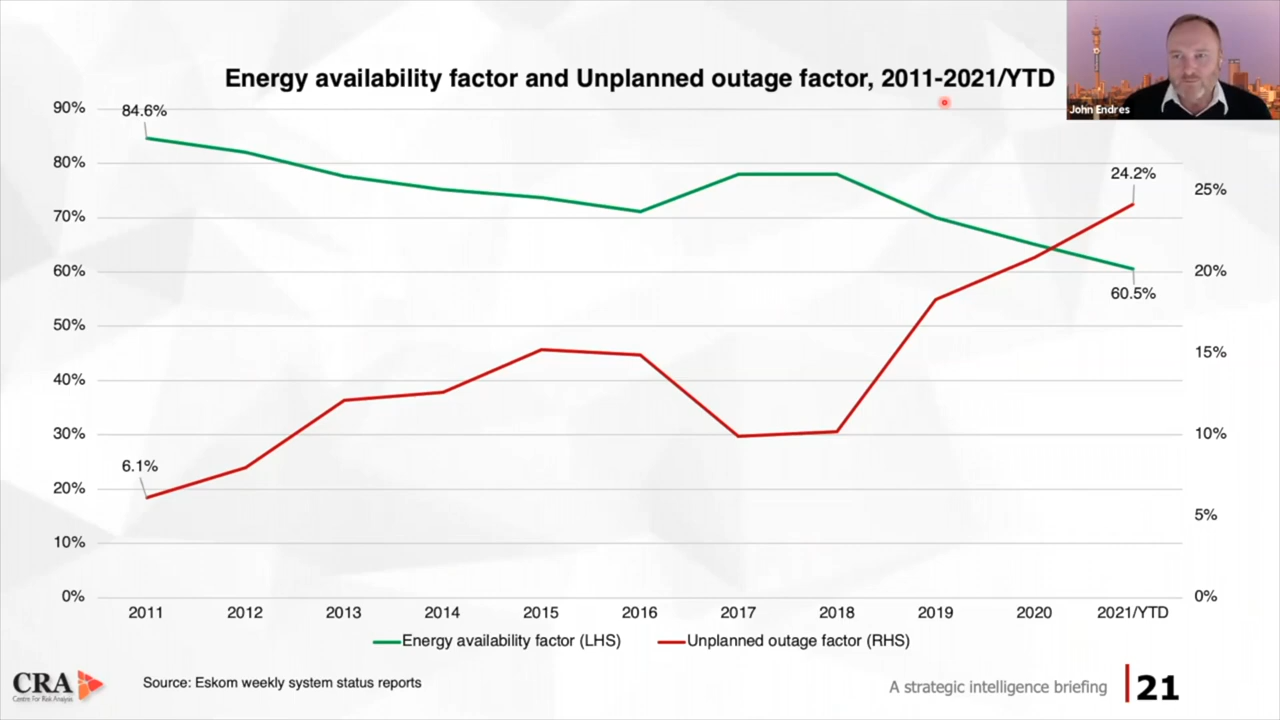 Energy availability factor and Unplanned outage factor, 2011-2021/YTD
John Endres
90%
80%
70%
60%
50%
40%
30%
20%
10%
0%
84.6%
6.1%
24.2%
60.5%
25%
20%
15%
10%
5%
0%
2011 2012 2013 2014 2015 2016 2017 2018 2019 2020 2021/YTD
Energy availability factor (LHS) Unplanned outage factor (RHS)
CRA
Centre For Risk Analysis
Source: Eskom weekly system status reports
A strategic intelligence briefing
21